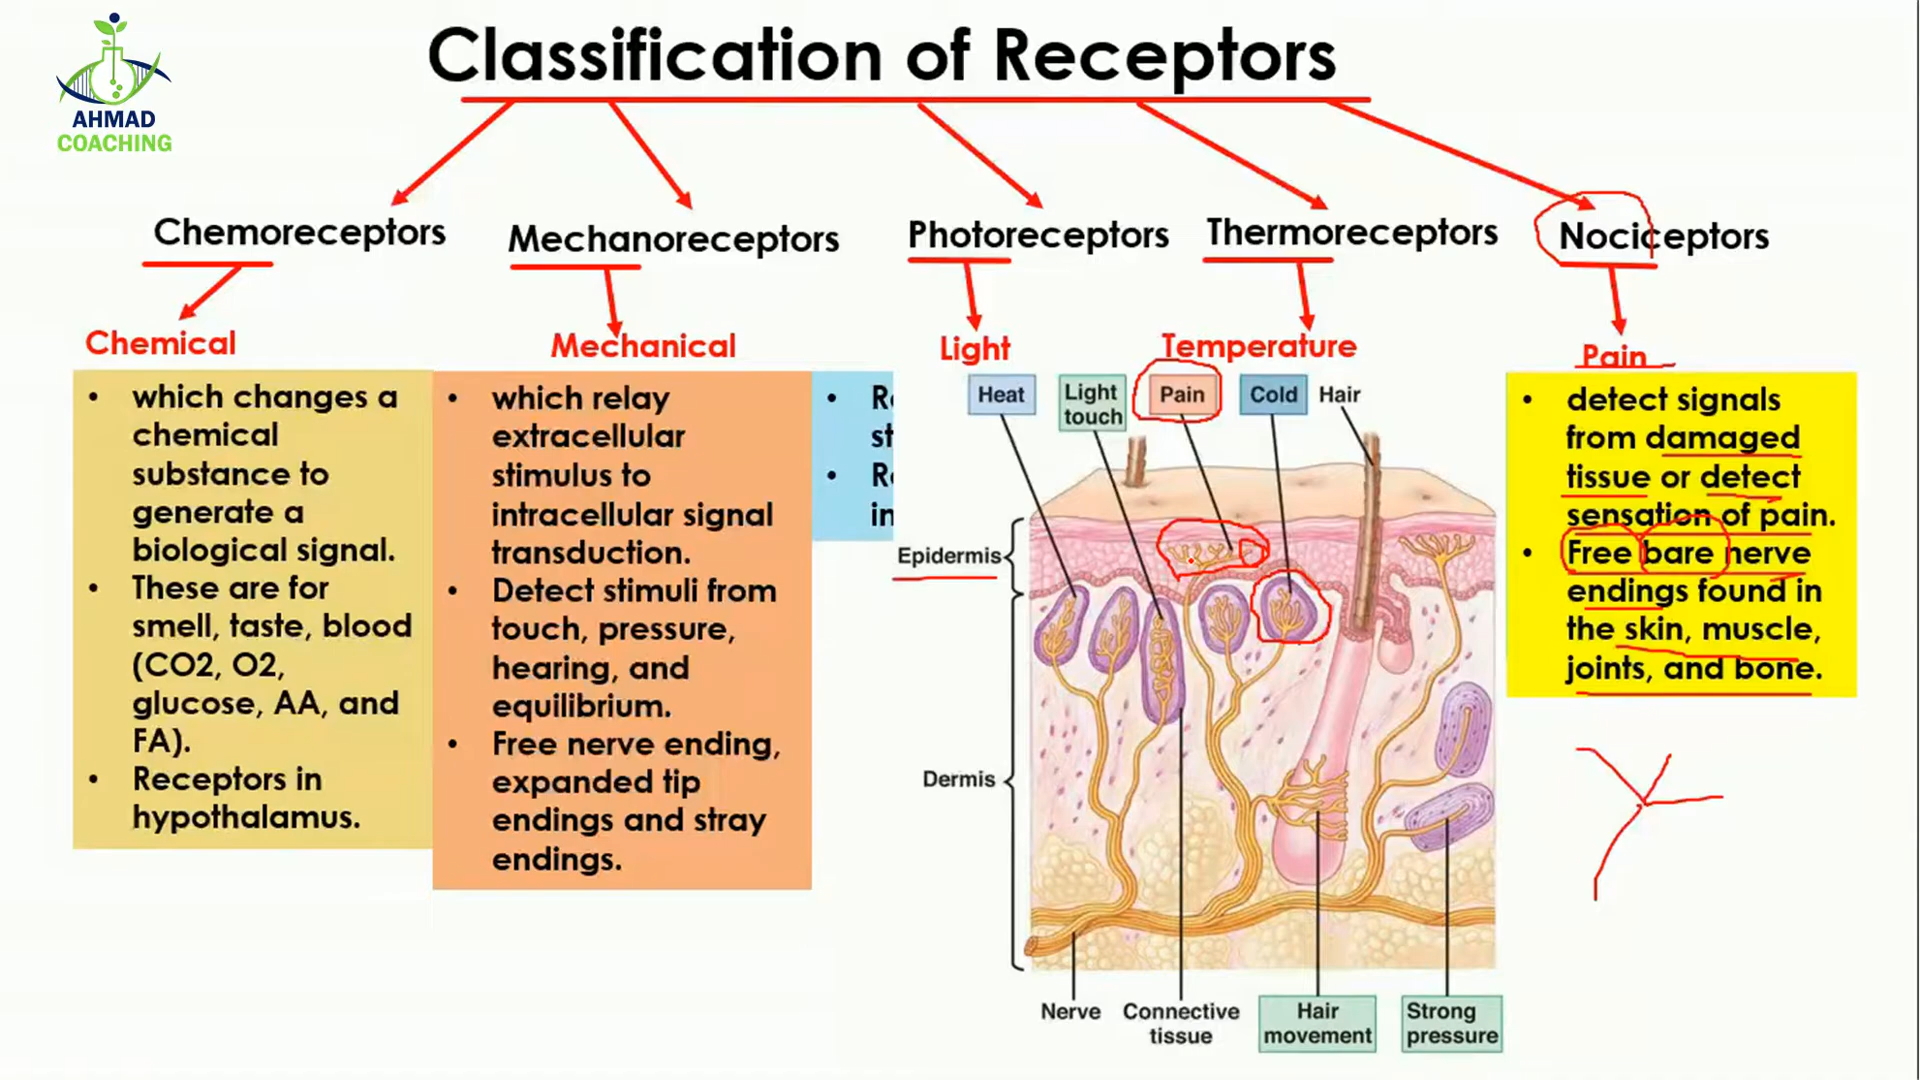 AHMAD
COACHING
Classification of Receptors
Chemoreceptors
Mechanoreceptors
Photoreceptors
Thermoreceptors
Nociceptors
Chemical
Mechanical
Light
Temperature
Pain
• which changes a
chemical
substance to
generate a
biological signal.
• These are for
smell, taste, blood
(CO2, O2,
glucose, AA, and
FA).
• Receptors in
hypothalamus.
• which relay
extracellular
stimulus to
intracellular signal
transduction.
• Detect stimuli from
touch, pressure,
hearing, and
equilibrium.
• Free nerve ending,
expanded tip
endings and stray
endings.
Heat
Light
touch
Pain
Cold
Hair
Epidermis
Dermis
Nerve
Connective
tissue
Hair
movement
Strong
pressure
• detect signals
from damaged
tissue or detect
sensation of pain.
• Free bare nerve
endings found in
the skin, muscle,
joints, and bone.